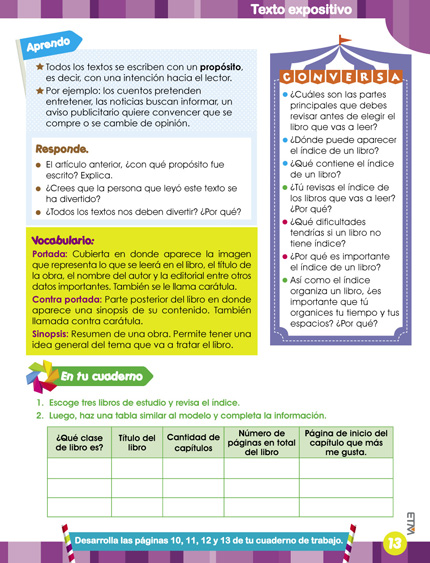 Texto expositivo
Aprendo
Todos los textos se escriben con un propósito,
es decir, con una intención hacia el lector.
Por ejemplo: los cuentos pretenden
entretener, las noticias buscan informar, un
aviso publicitario quiere convencer que se
compre o se cambie de opinión.
Responde.
El artículo anterior, ¿con qué propósito fue
escrito? Explica.
¿Crees que la persona que leyó este texto se
ha divertido?
¿Todos los textos nos deben divertir? ¿Por qué?
Vocabulario:
Portada: Cubierta en donde aparece la imagen
que representa lo que se leerá en el libro, el título de
la obra, el nombre del autor y la editorial entre otros
datos importantes. También se le llama carátula.
Contra portada: Parte posterior del libro en donde
aparece una sinopsis de su contenido. También
llamada contra carátula.
Sinopsis: Resumen de una obra. Permite tener una
idea general del tema que va a tratar el libro.
CONVERSA
¿Cuáles son las partes
principales que debes
revisar antes de elegir el
libro que vas a leer?
¿Dónde puede aparecer
el índice de un libro?
¿Qué contiene el índice
de un libro?
¿Tú revisas el índice de
los libros que vas a leer?
¿Por qué?
¿Qué dificultades
tendrías si un libro no
tiene índice?
¿Por qué es importante
el índice de un libro?
Así como el índice
organiza un libro, ¿es
importante que tú
organices tu tiempo y tus
espacios? ¿Por qué?
En tu cuaderno
1. Escoge tres libros de estudio y revisa el índice.
2. Luego, haz una tabla similar al modelo y completa la información.
¿Qué clase
de libro es?
Título del
libro
Cantidad de
capítulos
Número de
páginas en total
del libro
Página de inicio del
capítulo que más
me gusta.
Desarrolla las páginas 10, 11, 12 y 13 de tu cuaderno de trabajo.
13